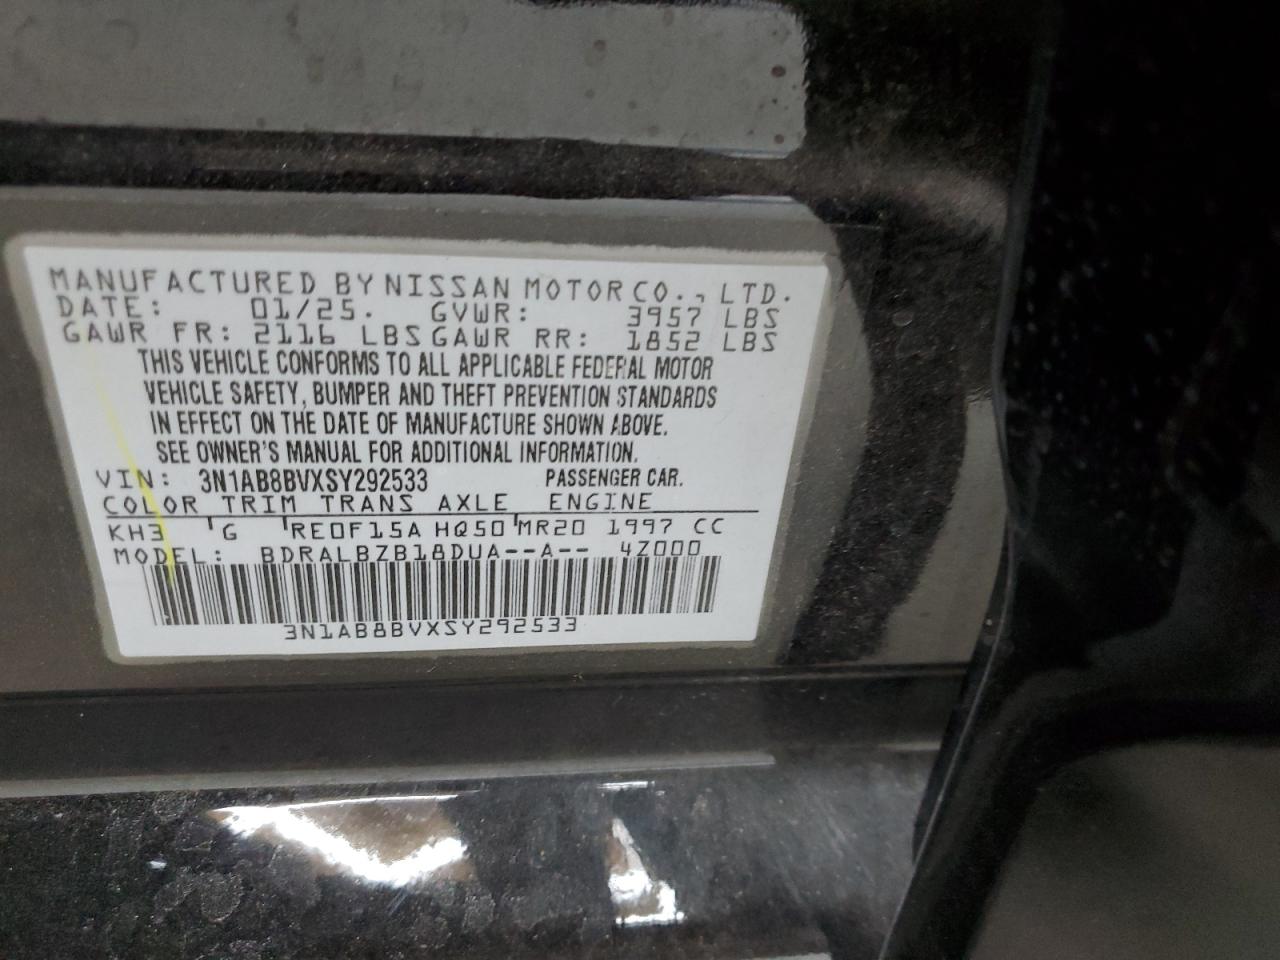 MANUFACTURED BY NISSAN MOTOR CO., LTD.
DATE: 01/25. GVWR: 3957 LBS
GAWR FR: 2116 LBS GAWR RR: 1852 LBS
THIS VEHICLE CONFORMS TO ALL APPLICABLE FEDERAL MOTOR
VEHICLE SAFETY, BUMPER AND THEFT PREVENTION STANDARDS
IN EFFECT ON THE DATE OF MANUFACTURE SHOWN ABOVE.
SEE OWNER'S MANUAL FOR ADDITIONAL INFORMATION.
VIN: 3N1AB8BVXSY292533 PASSENGER CAR.
COLOR TRIM TRANS AXLE ENGINE
KH3 G RE0F15A HQ50 MR20 1997 CC
MODEL: BDRALBZB18DUA--A-- 4Z000
3N1AB8BVXSY292533